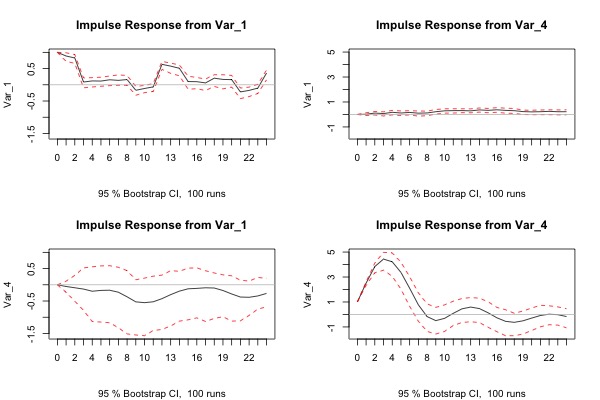 Impulse Response from Var_1
Var_1
0.5
-0.5
-1.5
0 2 4 6 8 10 13 16 19 22
95 % Bootstrap CI, 100 runs
Impulse Response from Var_4
5
3
1
-1
0 2 4 6 8 10 13 16 19 22
95 % Bootstrap CI, 100 runs
Impulse Response from Var_1
Var_4
0.5
-0.5
-1.5
0 2 4 6 8 10 13 16 19 22
95 % Bootstrap CI, 100 runs
Impulse Response from Var_4
Var_4
5
3
1
-1
0 2 4 6 8 10 13 16 19 22
95 % Bootstrap CI, 100 runs